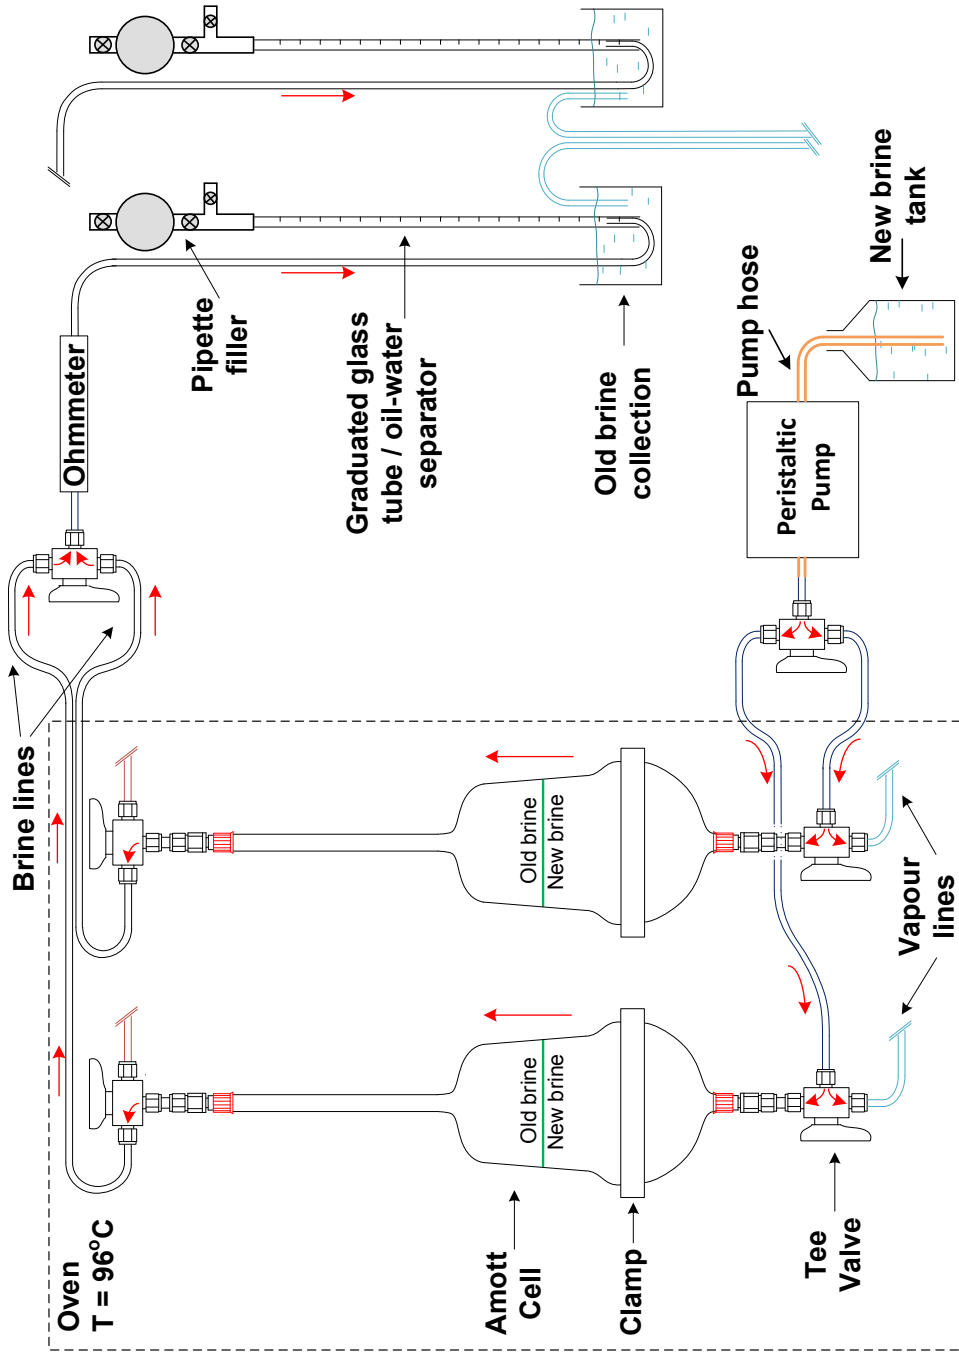 Oven
T = 96°C
Brine lines
Ohmmeter
Pipette
filler
Graduated glass
tube / oil-water
separator
Amott
Cell
Old brine
New brine
Old brine
New brine
Clamp
Old brine
collection
Tee
Valve
Vapour
lines
Peristaltic
Pump
Pump hose
New brine
tank